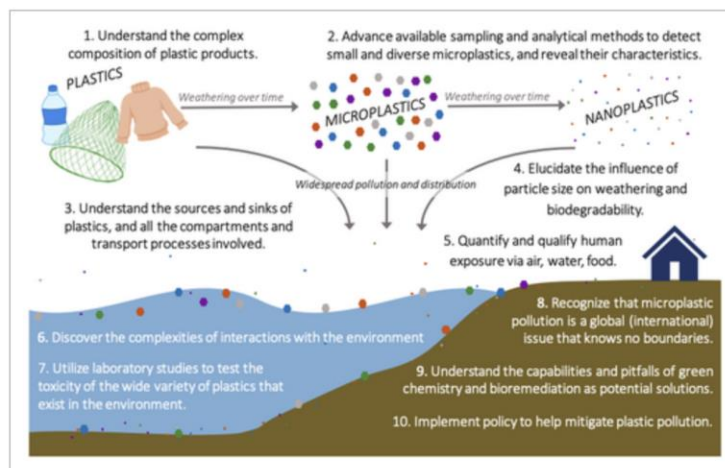 1. Understand the complex
composition of plastic products.
2. Advance available sampling and analytical methods to detect
small and diverse microplastics, and reveal their characteristics.
PLASTICS
Weathering over time
MICROPLASTICS
Weathering over time
NANOPLASTICS
Widespread pollution and distribution
3. Understand the sources and sinks of
plastics, and all the compartments and
transport processes involved.
4. Elucidate the influence of
particle size on weathering and
biodegradability.
5. Quantify and qualify human
exposure via air, water, food.
6. Discover the complexities of interactions with the environment
7. Utilize laboratory studies to test the
toxicity of the wide variety of plastics that
exist in the environment.
8. Recognize that microplastic
pollution is a global (international)
issue that knows no boundaries.
9. Understand the capabilities and pitfalls of green
chemistry and bioremediation as potential solutions.
10. Implement policy to help mitigate plastic pollution.